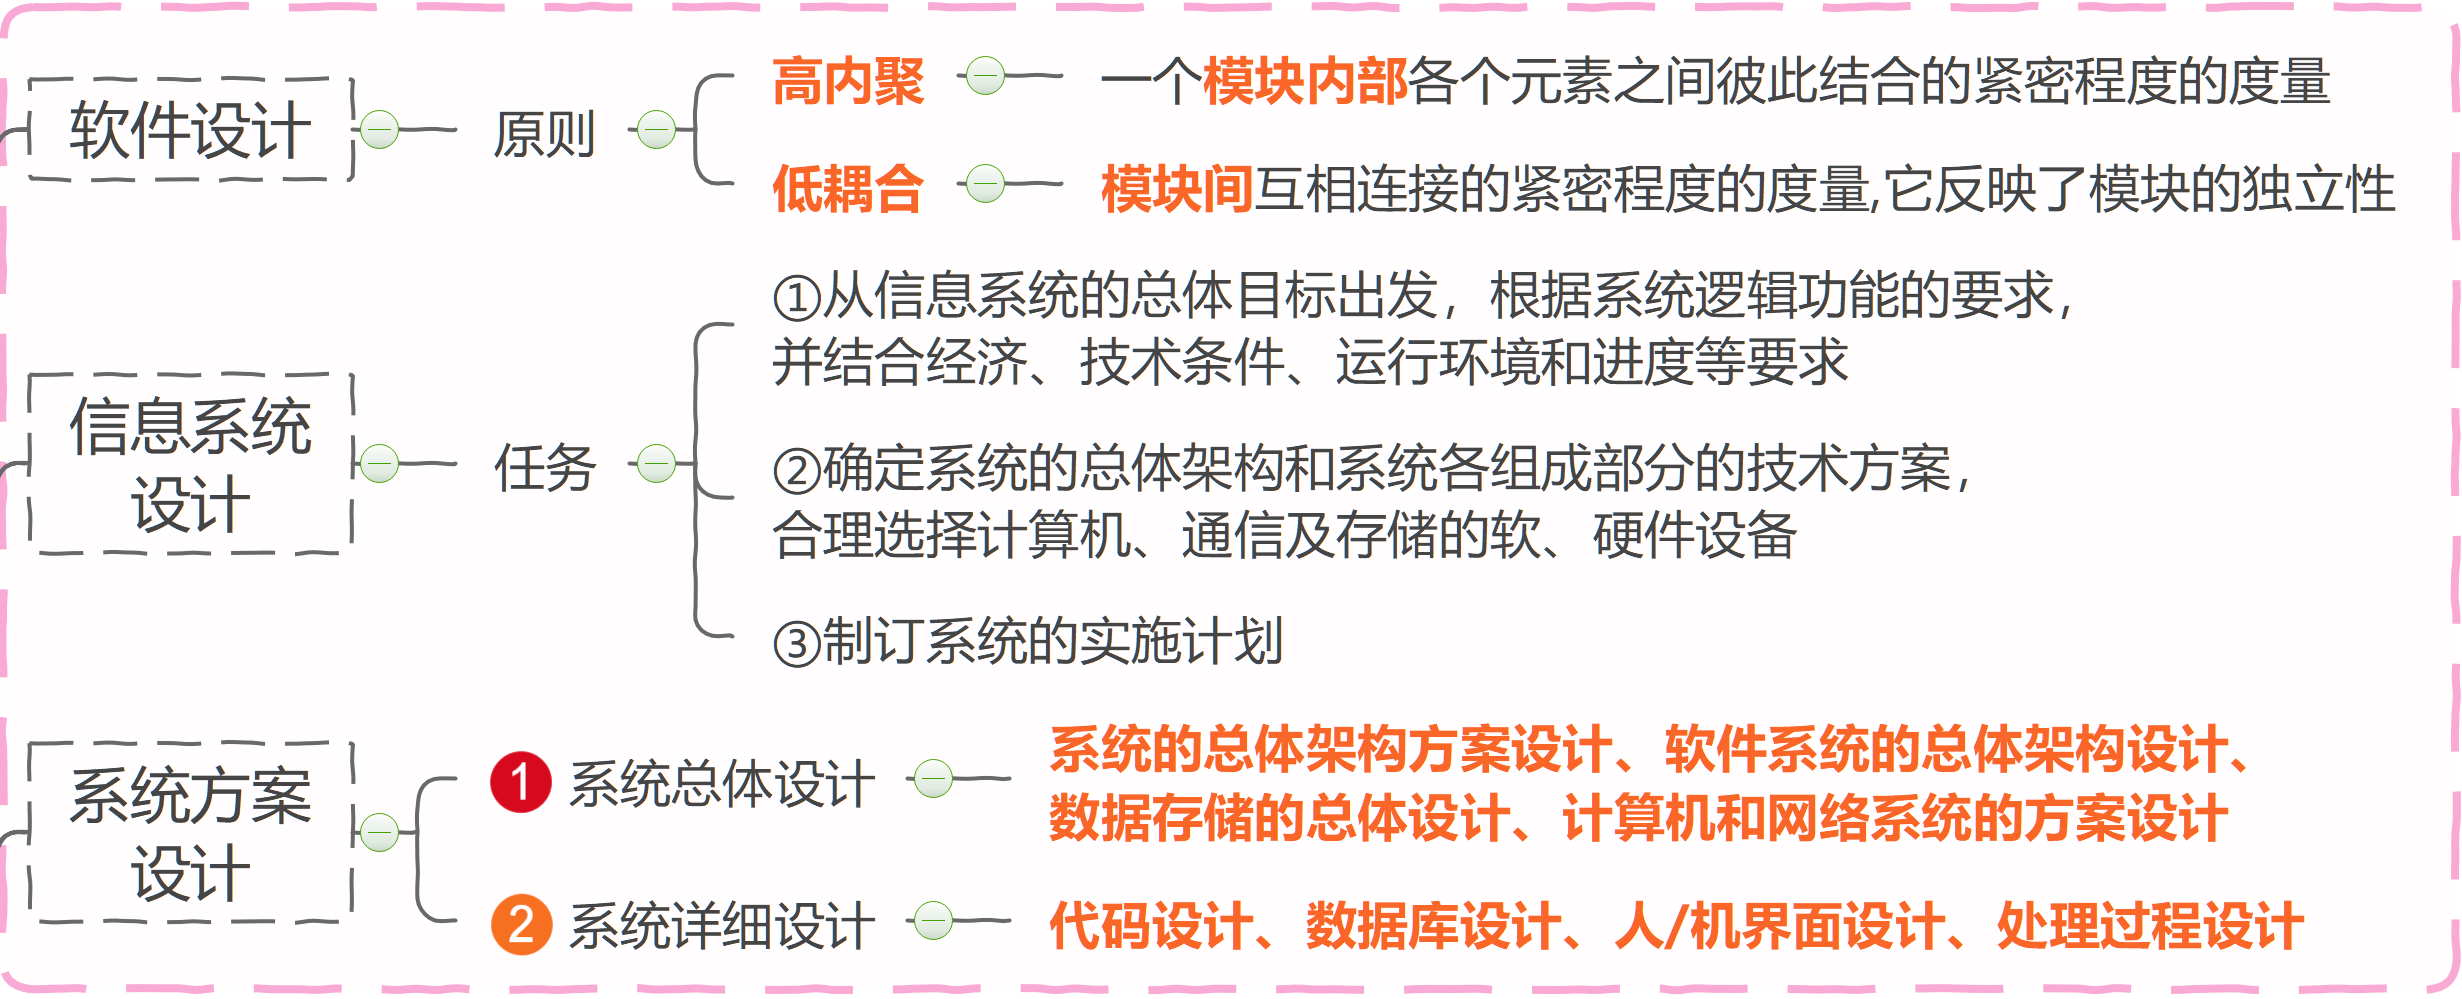 软件设计
原则
高内聚
一个模块内部各个元素之间彼此结合的紧密程度的度量
低耦合
模块间互相连接的紧密程度的度量,它反映了模块的独立性
信息系统
设计
任务
①从信息系统的总体目标出发，根据系统逻辑功能的要求，
并结合经济、技术条件、运行环境和进度等要求
②确定系统的总体架构和系统各组成部分的技术方案，
合理选择计算机、通信及存储的软、硬件设备
③制订系统的实施计划
系统方案
设计
1 系统总体设计
系统的总体架构方案设计、软件系统的总体架构设计、
数据存储的总体设计、计算机和网络系统的方案设计
2 系统详细设计
代码设计、数据库设计、人/机界面设计、处理过程设计